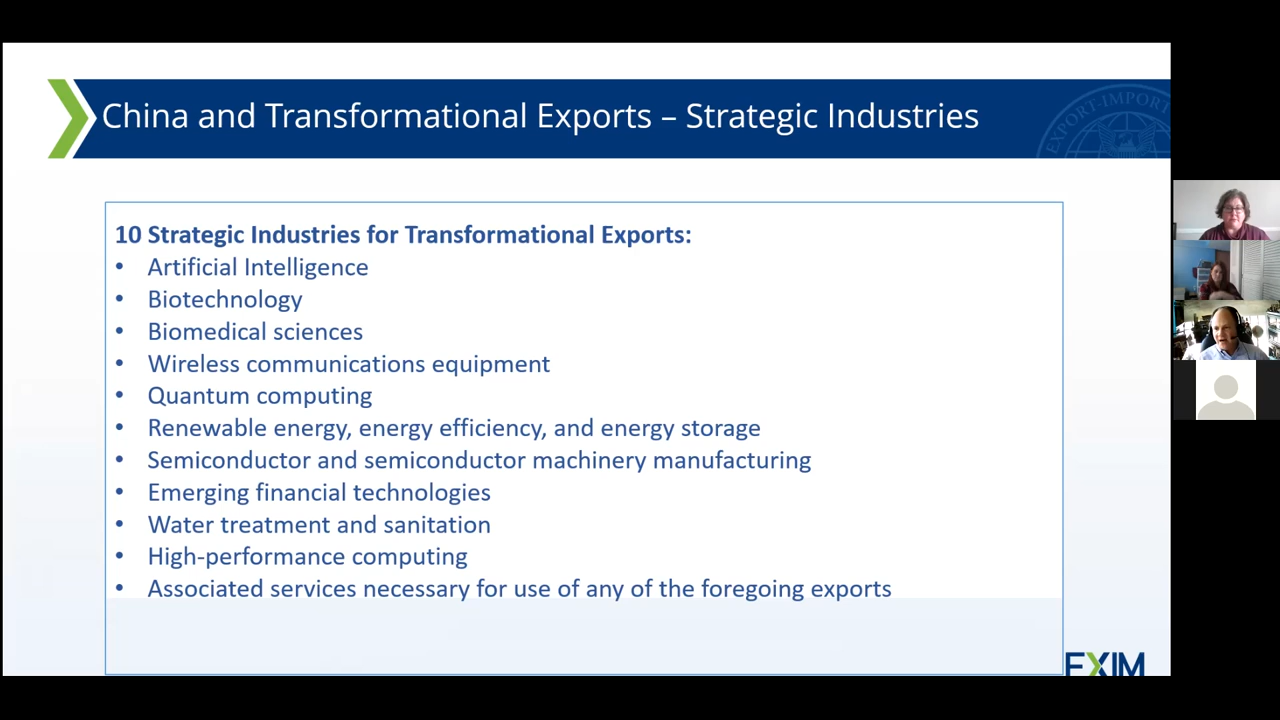 China and Transformational Exports – Strategic Industries
EXPORT-IMPORT
10 Strategic Industries for Transformational Exports:
• Artificial Intelligence
• Biotechnology
• Biomedical sciences
• Wireless communications equipment
• Quantum computing
• Renewable energy, energy efficiency, and energy storage
• Semiconductor and semiconductor machinery manufacturing
• Emerging financial technologies
• Water treatment and sanitation
• High-performance computing
• Associated services necessary for use of any of the foregoing exports
EXIM